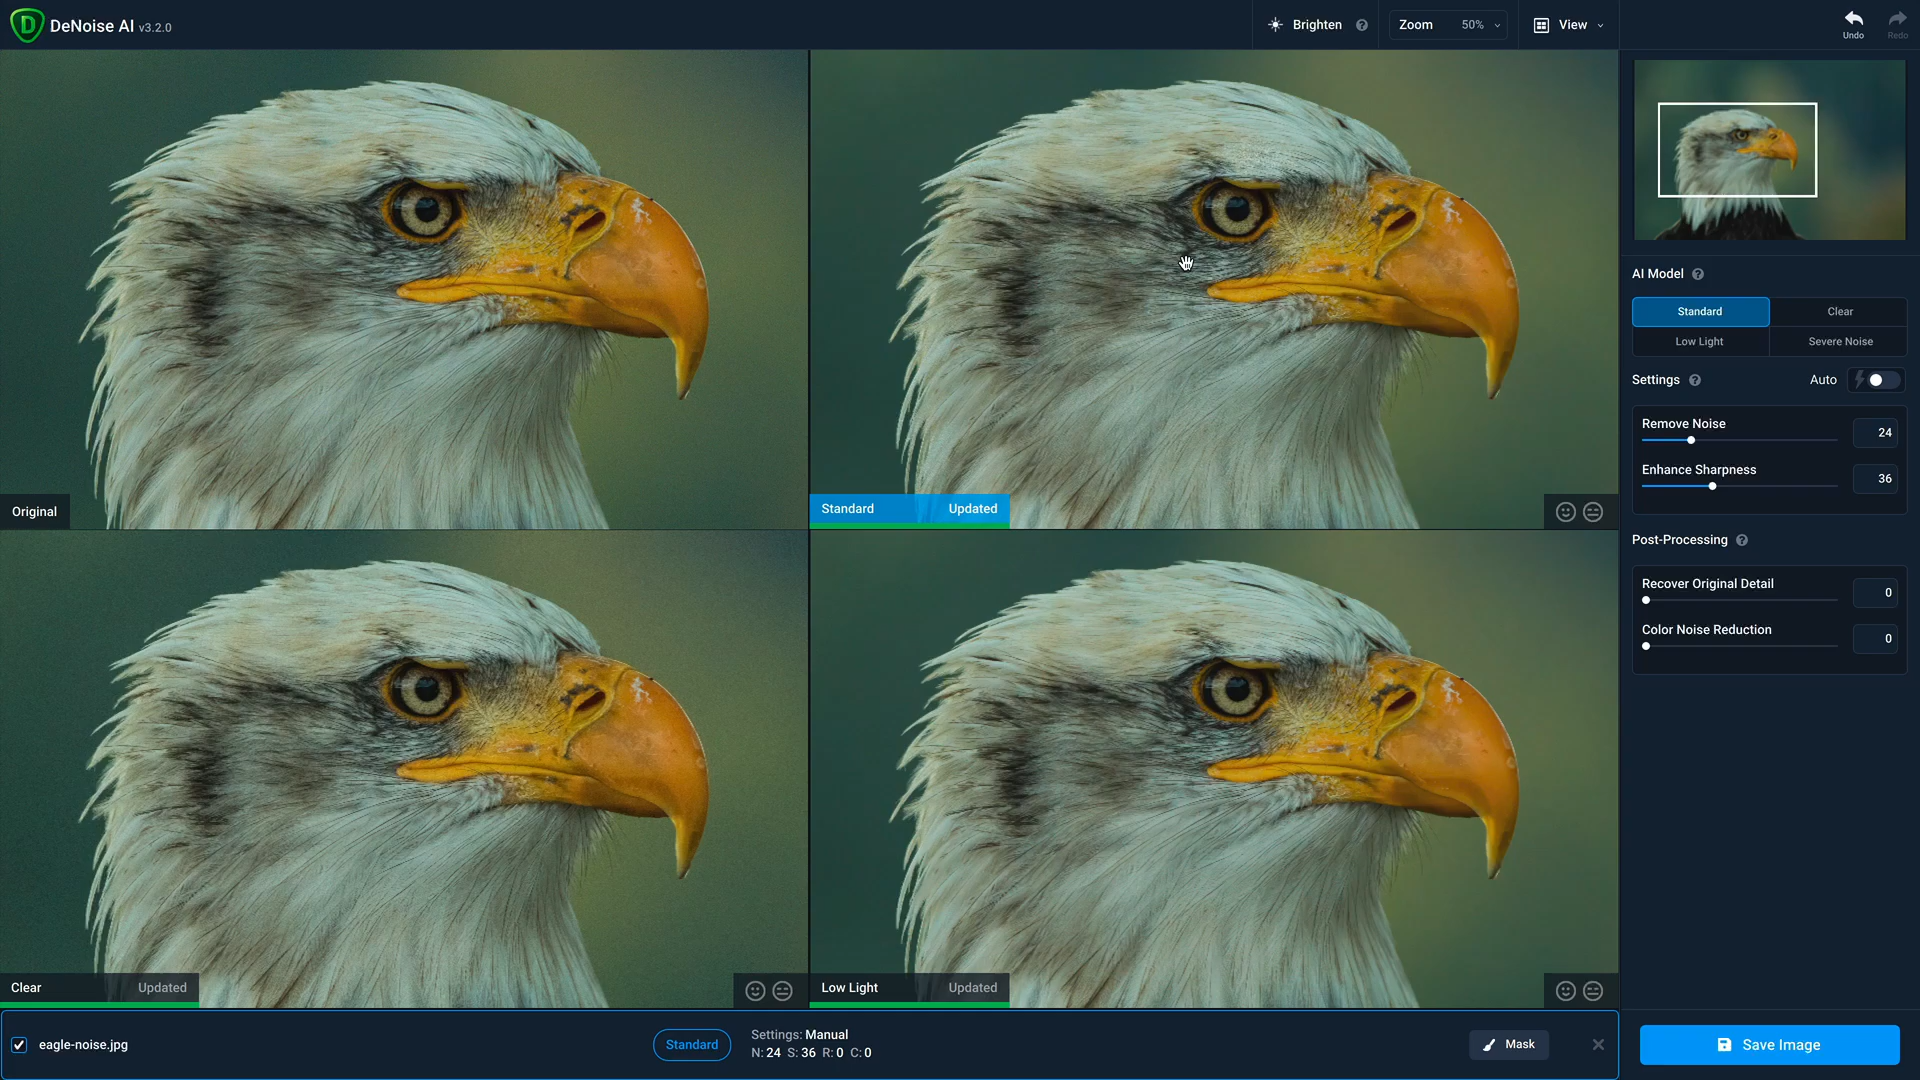 DeNoise AI v3.2.0
Brighten
Zoom 50%
View
Undo
Redo
Original
Standard Updated
Clear Updated
Low Light Updated
AI Model
Standard Clear
Low Light Severe Noise
Settings Auto
Remove Noise 24
Enhance Sharpness 36
Post-Processing
Recover Original Detail 0
Color Noise Reduction 0
eagle-noise.jpg
Standard
Settings: Manual
N: 24 S: 36 R: 0 C: 0
Mask
Save Image